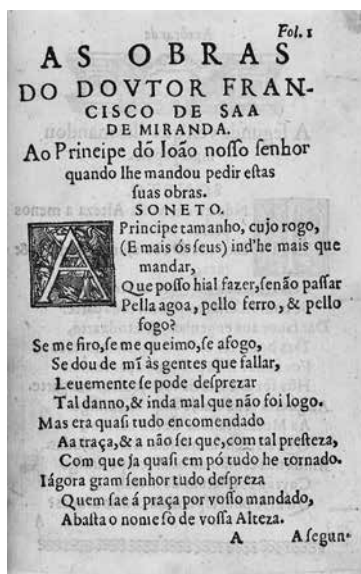 Fol. 1
AS OBRAS
DO DOVTOR FRAN-
CISCO DE SAA
DE MIRANDA.
Ao Principe dõ Ioão noſſo ſenhor
quando lhe mandou pedir eſtas
ſuas obras.
SONETO.
A Principe tamanho, cujo rogo,
(E mais ós ſeus) ind'he mais que
mandar,
Que poſſo hial fazer, ſenão paſſar
Pella agoa, pello ferro, & pello
fogo?
Se me firo, ſe me queimo, ſe afogo,
Se dou de mĩ às gentes que fallar,
Leuemente ſe pode deſprezar
Tal danno, & inda mal que não foi logo.
Mas era quaſi tudo encomendado
Aa traça, & a não ſei que, com tal preſteza,
Com que Ja quaſi em pó tudo he tornado.
Iágora gram ſenhor tudo deſpreza
Quem ſae á praça por voſſo mandado,
Abaſta o nome ſò de voſſa Alteza.
A
A ſegun-